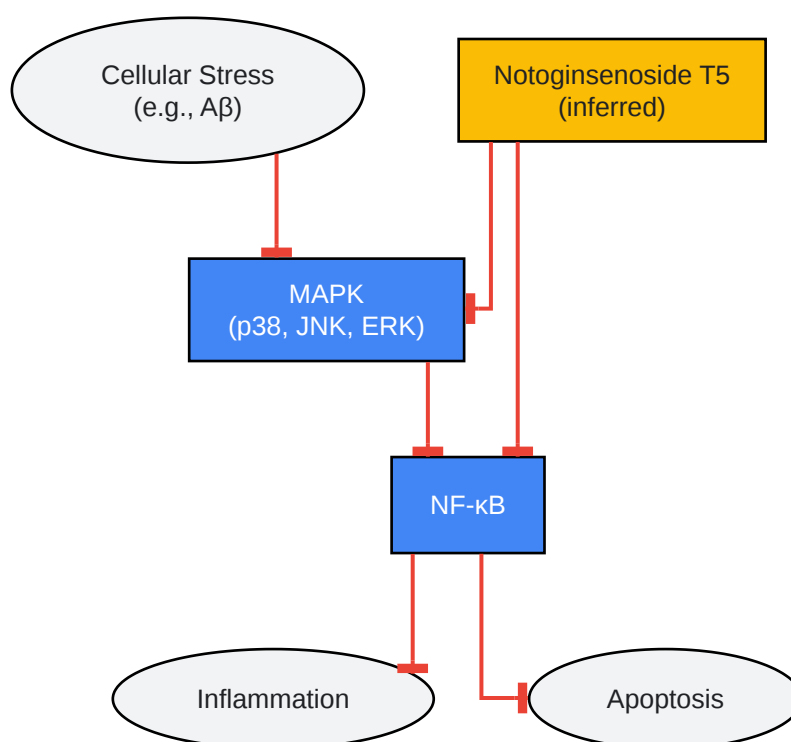 Cellular Stress
(e.g., Aβ)
Notoginsenoside T5
(inferred)
MAPK
(p38, JNK, ERK)
NF-κB
Inflammation
Apoptosis